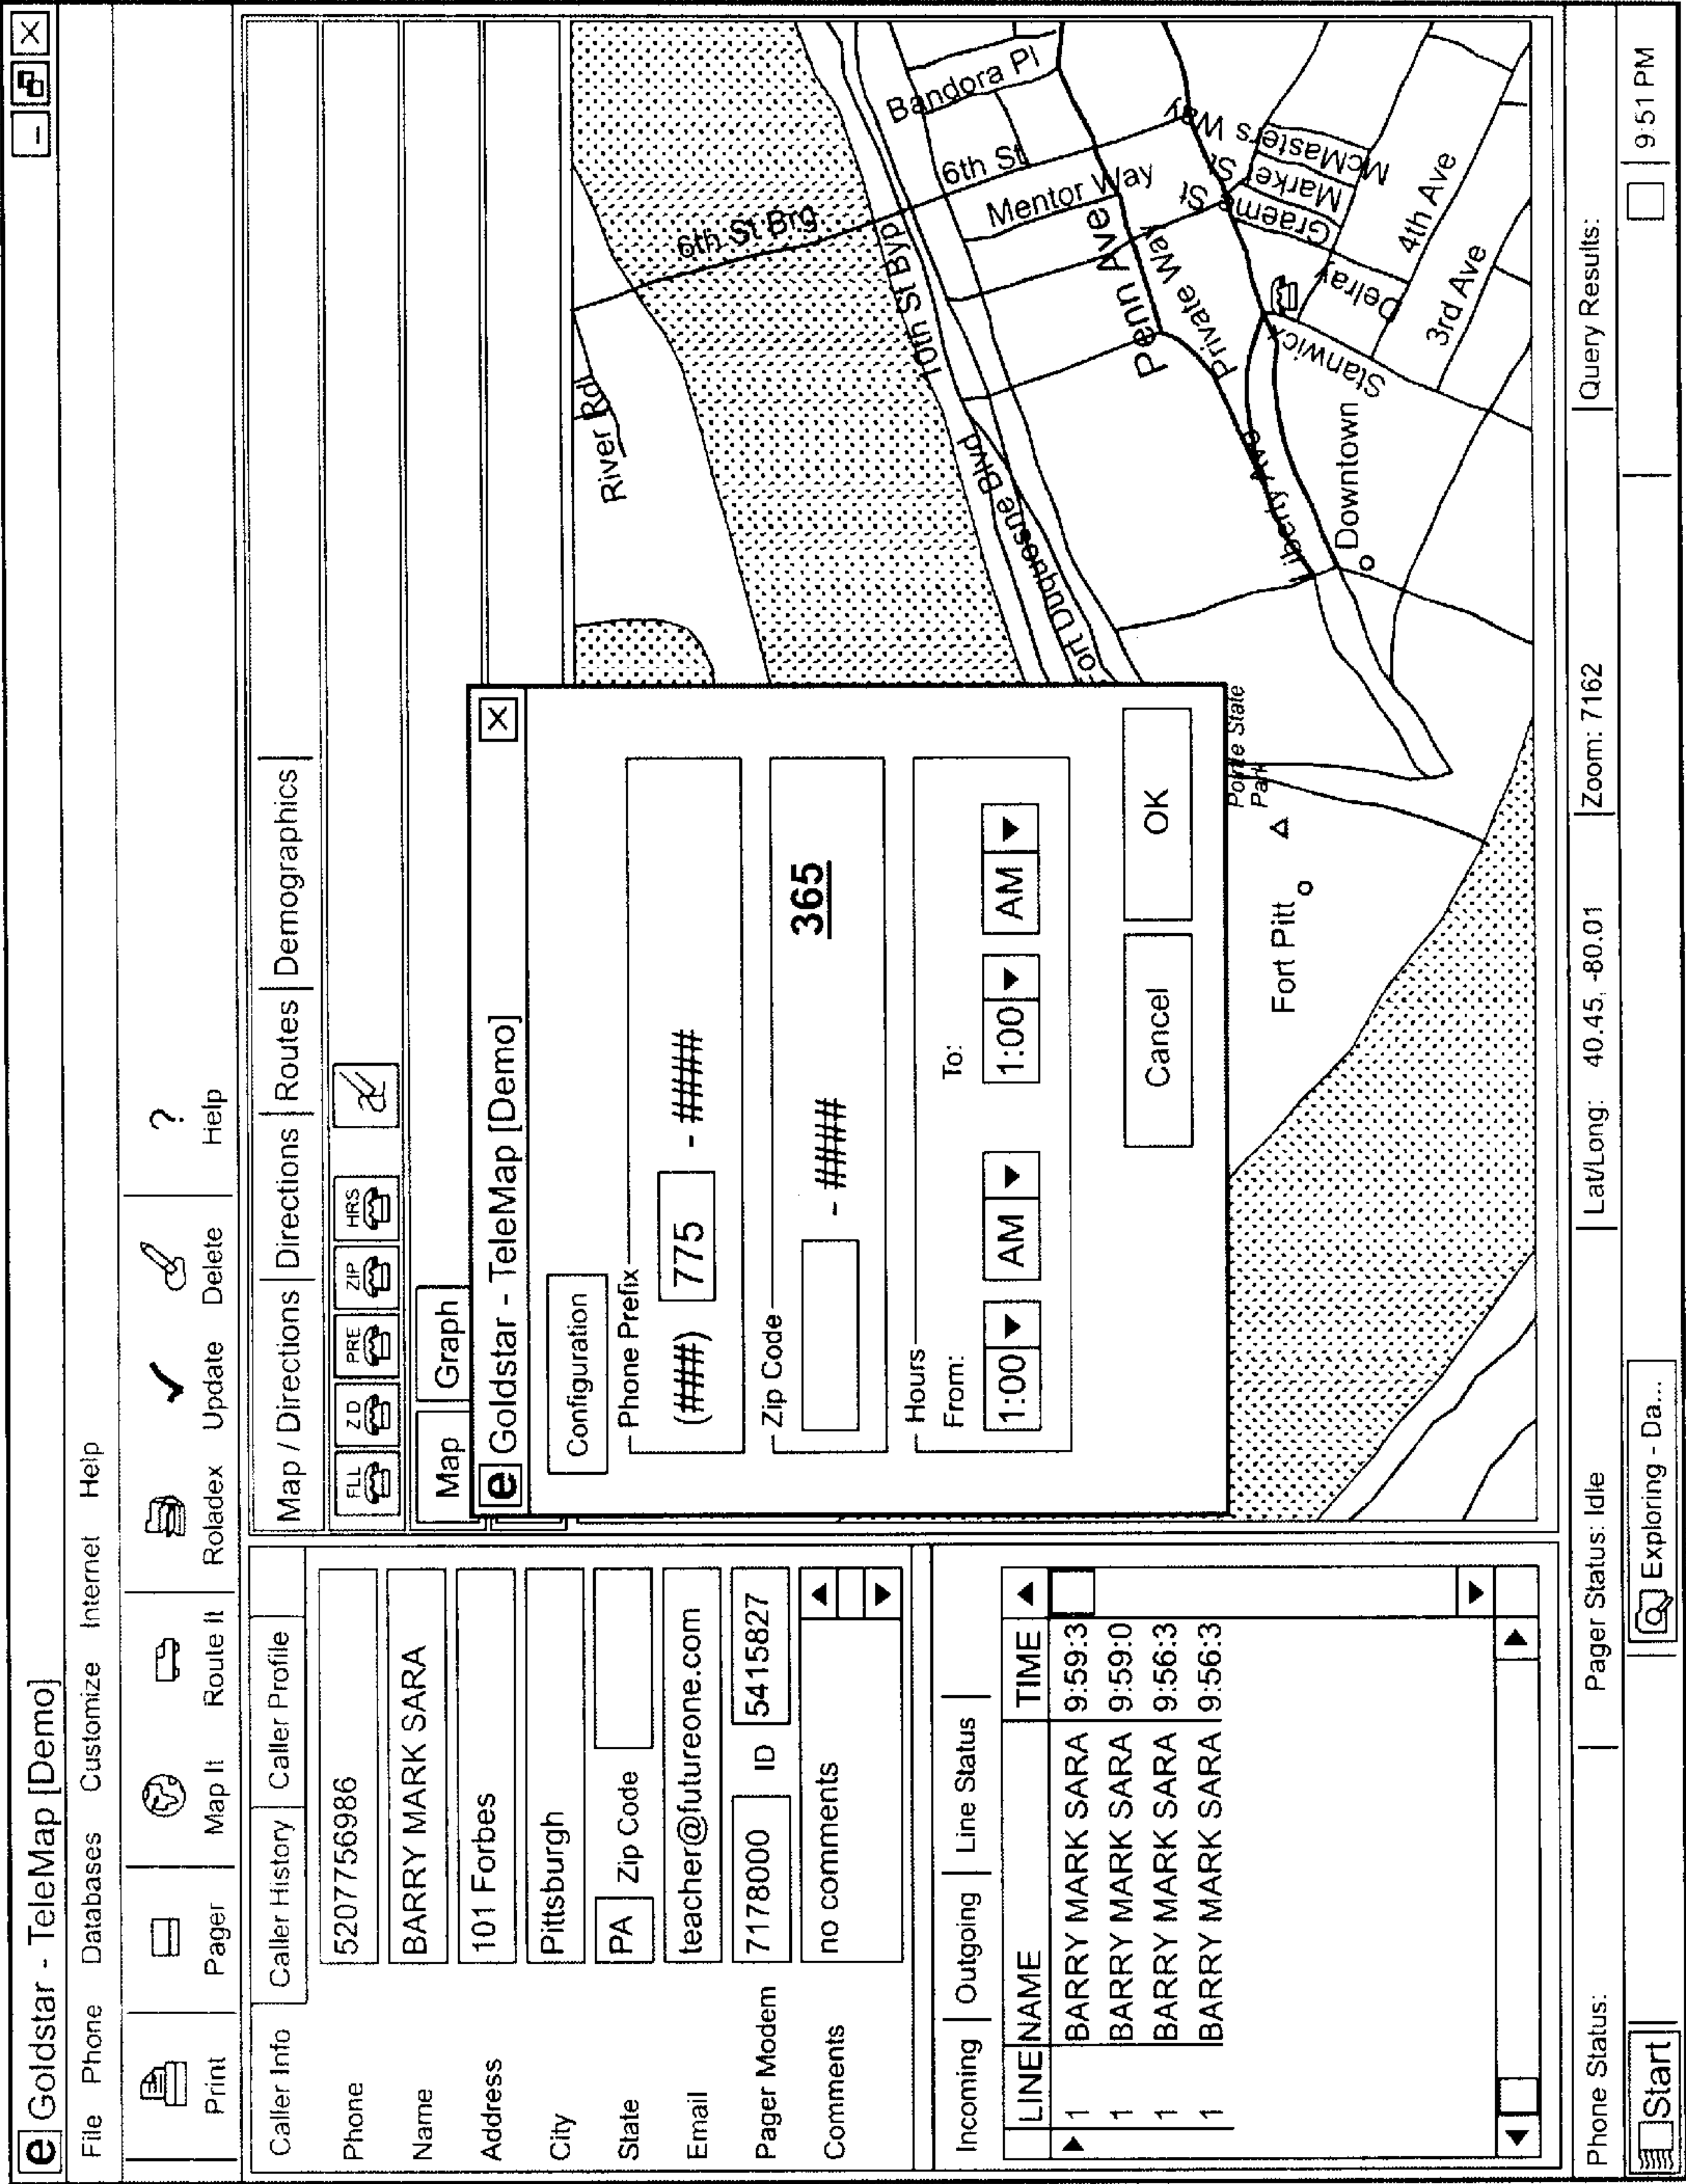 e Goldstar - TeleMap [Demo]
File Phone Databases Customize Internet Help
Print Pager Map It Route It Roladex Update Delete ? Help
Caller Info Caller History Caller Profile
Phone 5207756986
Name BARRY MARK SARA
Address 101 Forbes
City Pittsburgh
State PA Zip Code
Email teacher@futureone.com
Pager Modem 7178000 ID 5415827
Comments no comments
Incoming Outgoing Line Status
LINE NAME TIME
1 BARRY MARK SARA 9:59:3
1 BARRY MARK SARA 9:59:0
1 BARRY MARK SARA 9:56:3
1 BARRY MARK SARA 9:56:3
Map / Directions Directions Routes Demographics
FLL Z D PRE ZIP HRS
Map Graph
e Goldstar - TeleMap [Demo]
Configuration
Phone Prefix
(###) 775 - ####
Zip Code
- ####
365
Hours
From: To:
1:00 AM 1:00 AM
Cancel OK
River Rd
6th St Brg
10th St Byp
Fort Duquesne Blvd
Bandora Pl
6th St
Mentor Way
Penn Ave
Private Way
Liberty Ave
St
McMasters Way
Market St
Graeme
Delray
Stanwick
4th Ave
3rd Ave
Downtown
Pointe State
Park
Fort Pitt
Phone Status: Pager Status: Idle Lat/Long: 40.45, -80.01 Zoom: 7162 Query Results:
Start Exploring - Da... 9:51 PM